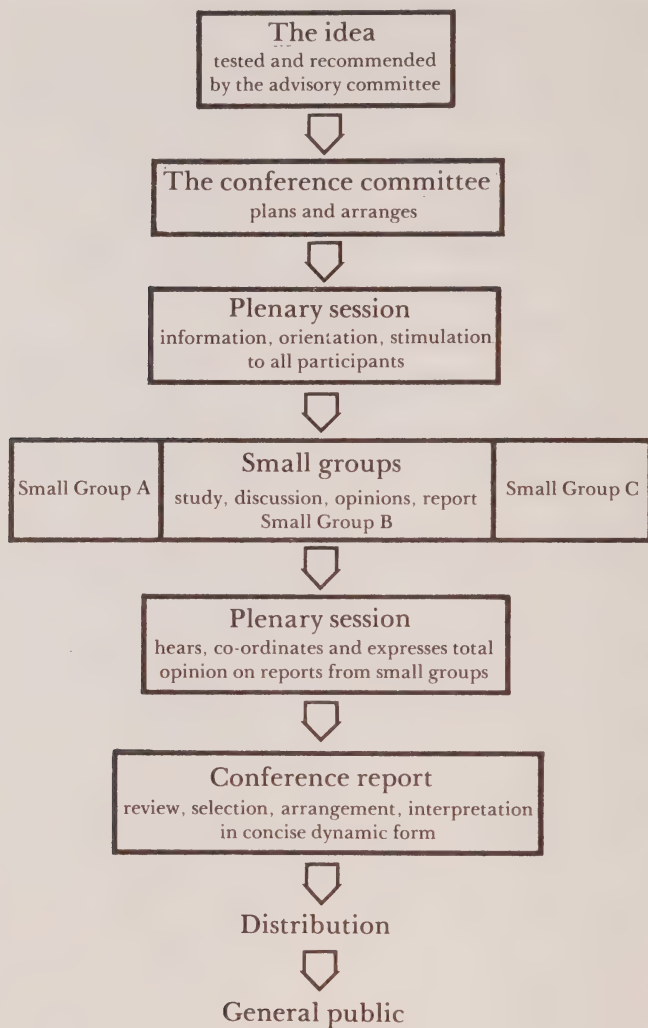 The idea
tested and recommended
by the advisory committee
The conference committee
plans and arranges
Plenary session
information, orientation, stimulation
to all participants
Small Group A
Small groups
study, discussion, opinions, report
Small Group B
Small Group C
Plenary session
hears, co-ordinates and expresses total
opinion on reports from small groups
Conference report
review, selection, arrangement, interpretation
in concise dynamic form
Distribution
General public